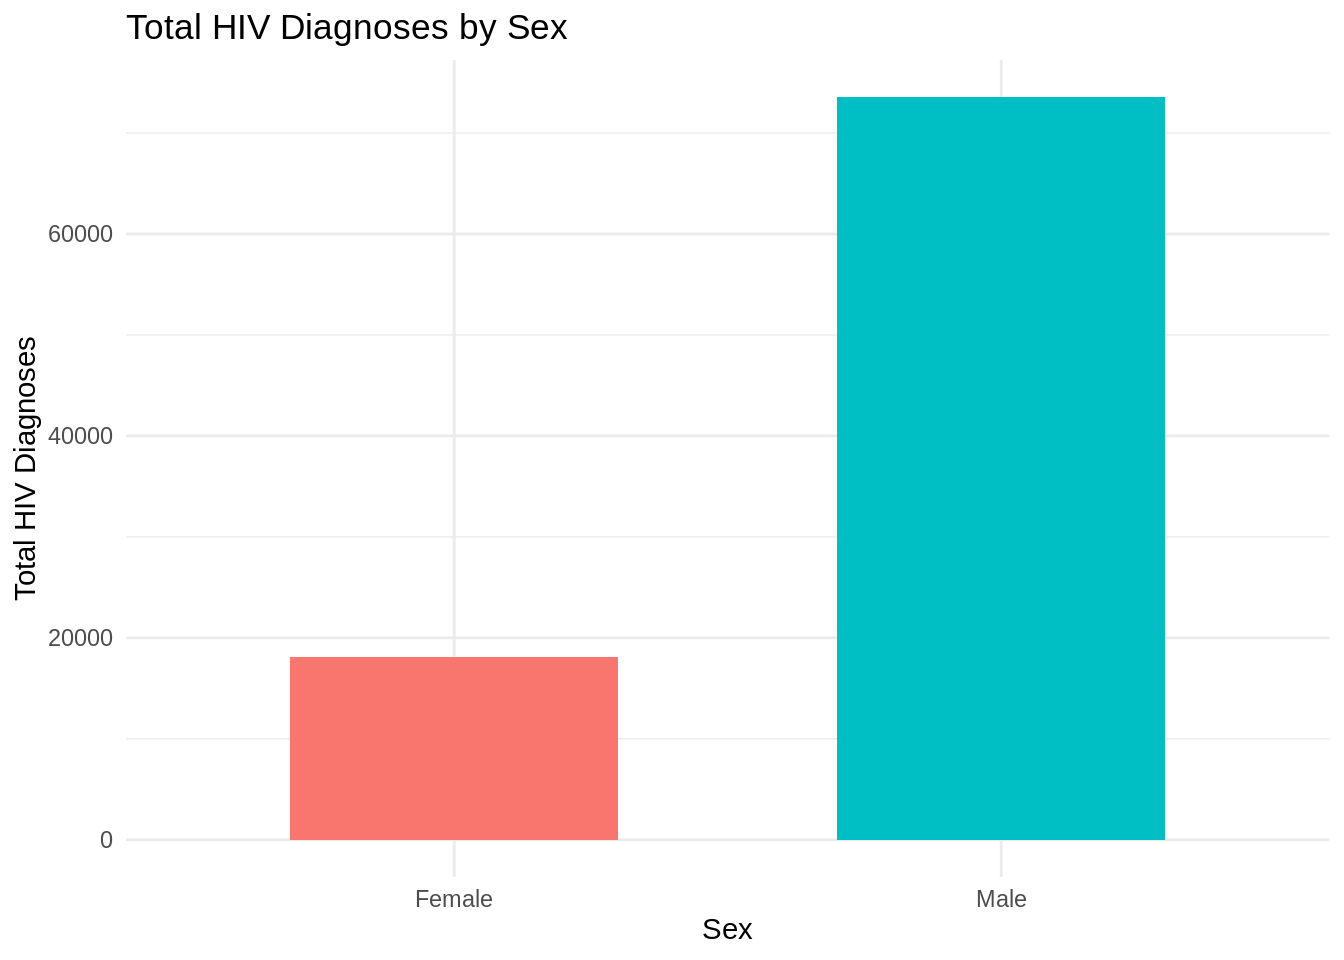 Total HIV Diagnoses by Sex
Total HIV Diagnoses
60000
40000
20000
0
Female
Male
Sex